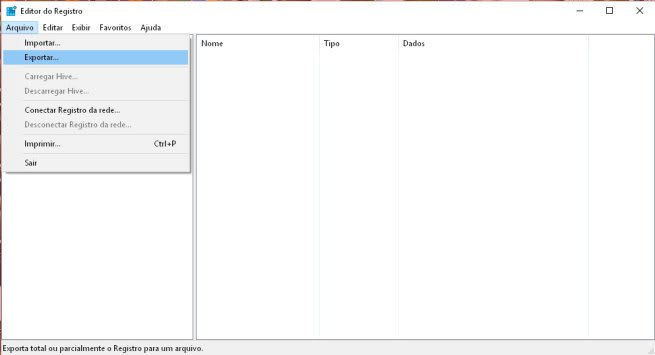 Editor do Registro
Arquivo Editar Exibir Favoritos Ajuda
Importar...
Exportar...
Carregar Hive...
Descarregar Hive...
Conectar Registro da rede...
Desconectar Registro da rede...
Imprimir... Ctrl+P
Sair
Nome Tipo Dados
Exporta total ou parcialmente o Registro para um arquivo.